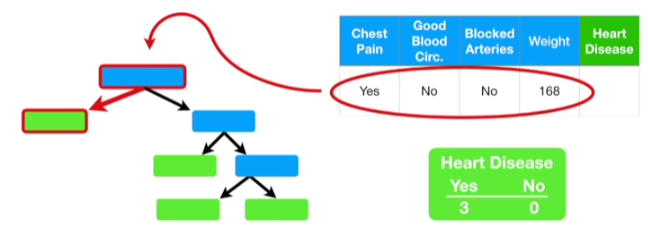 Chest Pain
Good Blood Circ.
Blocked Arteries
Weight
Heart Disease
Yes No No 168
Heart Disease
Yes No
3 0